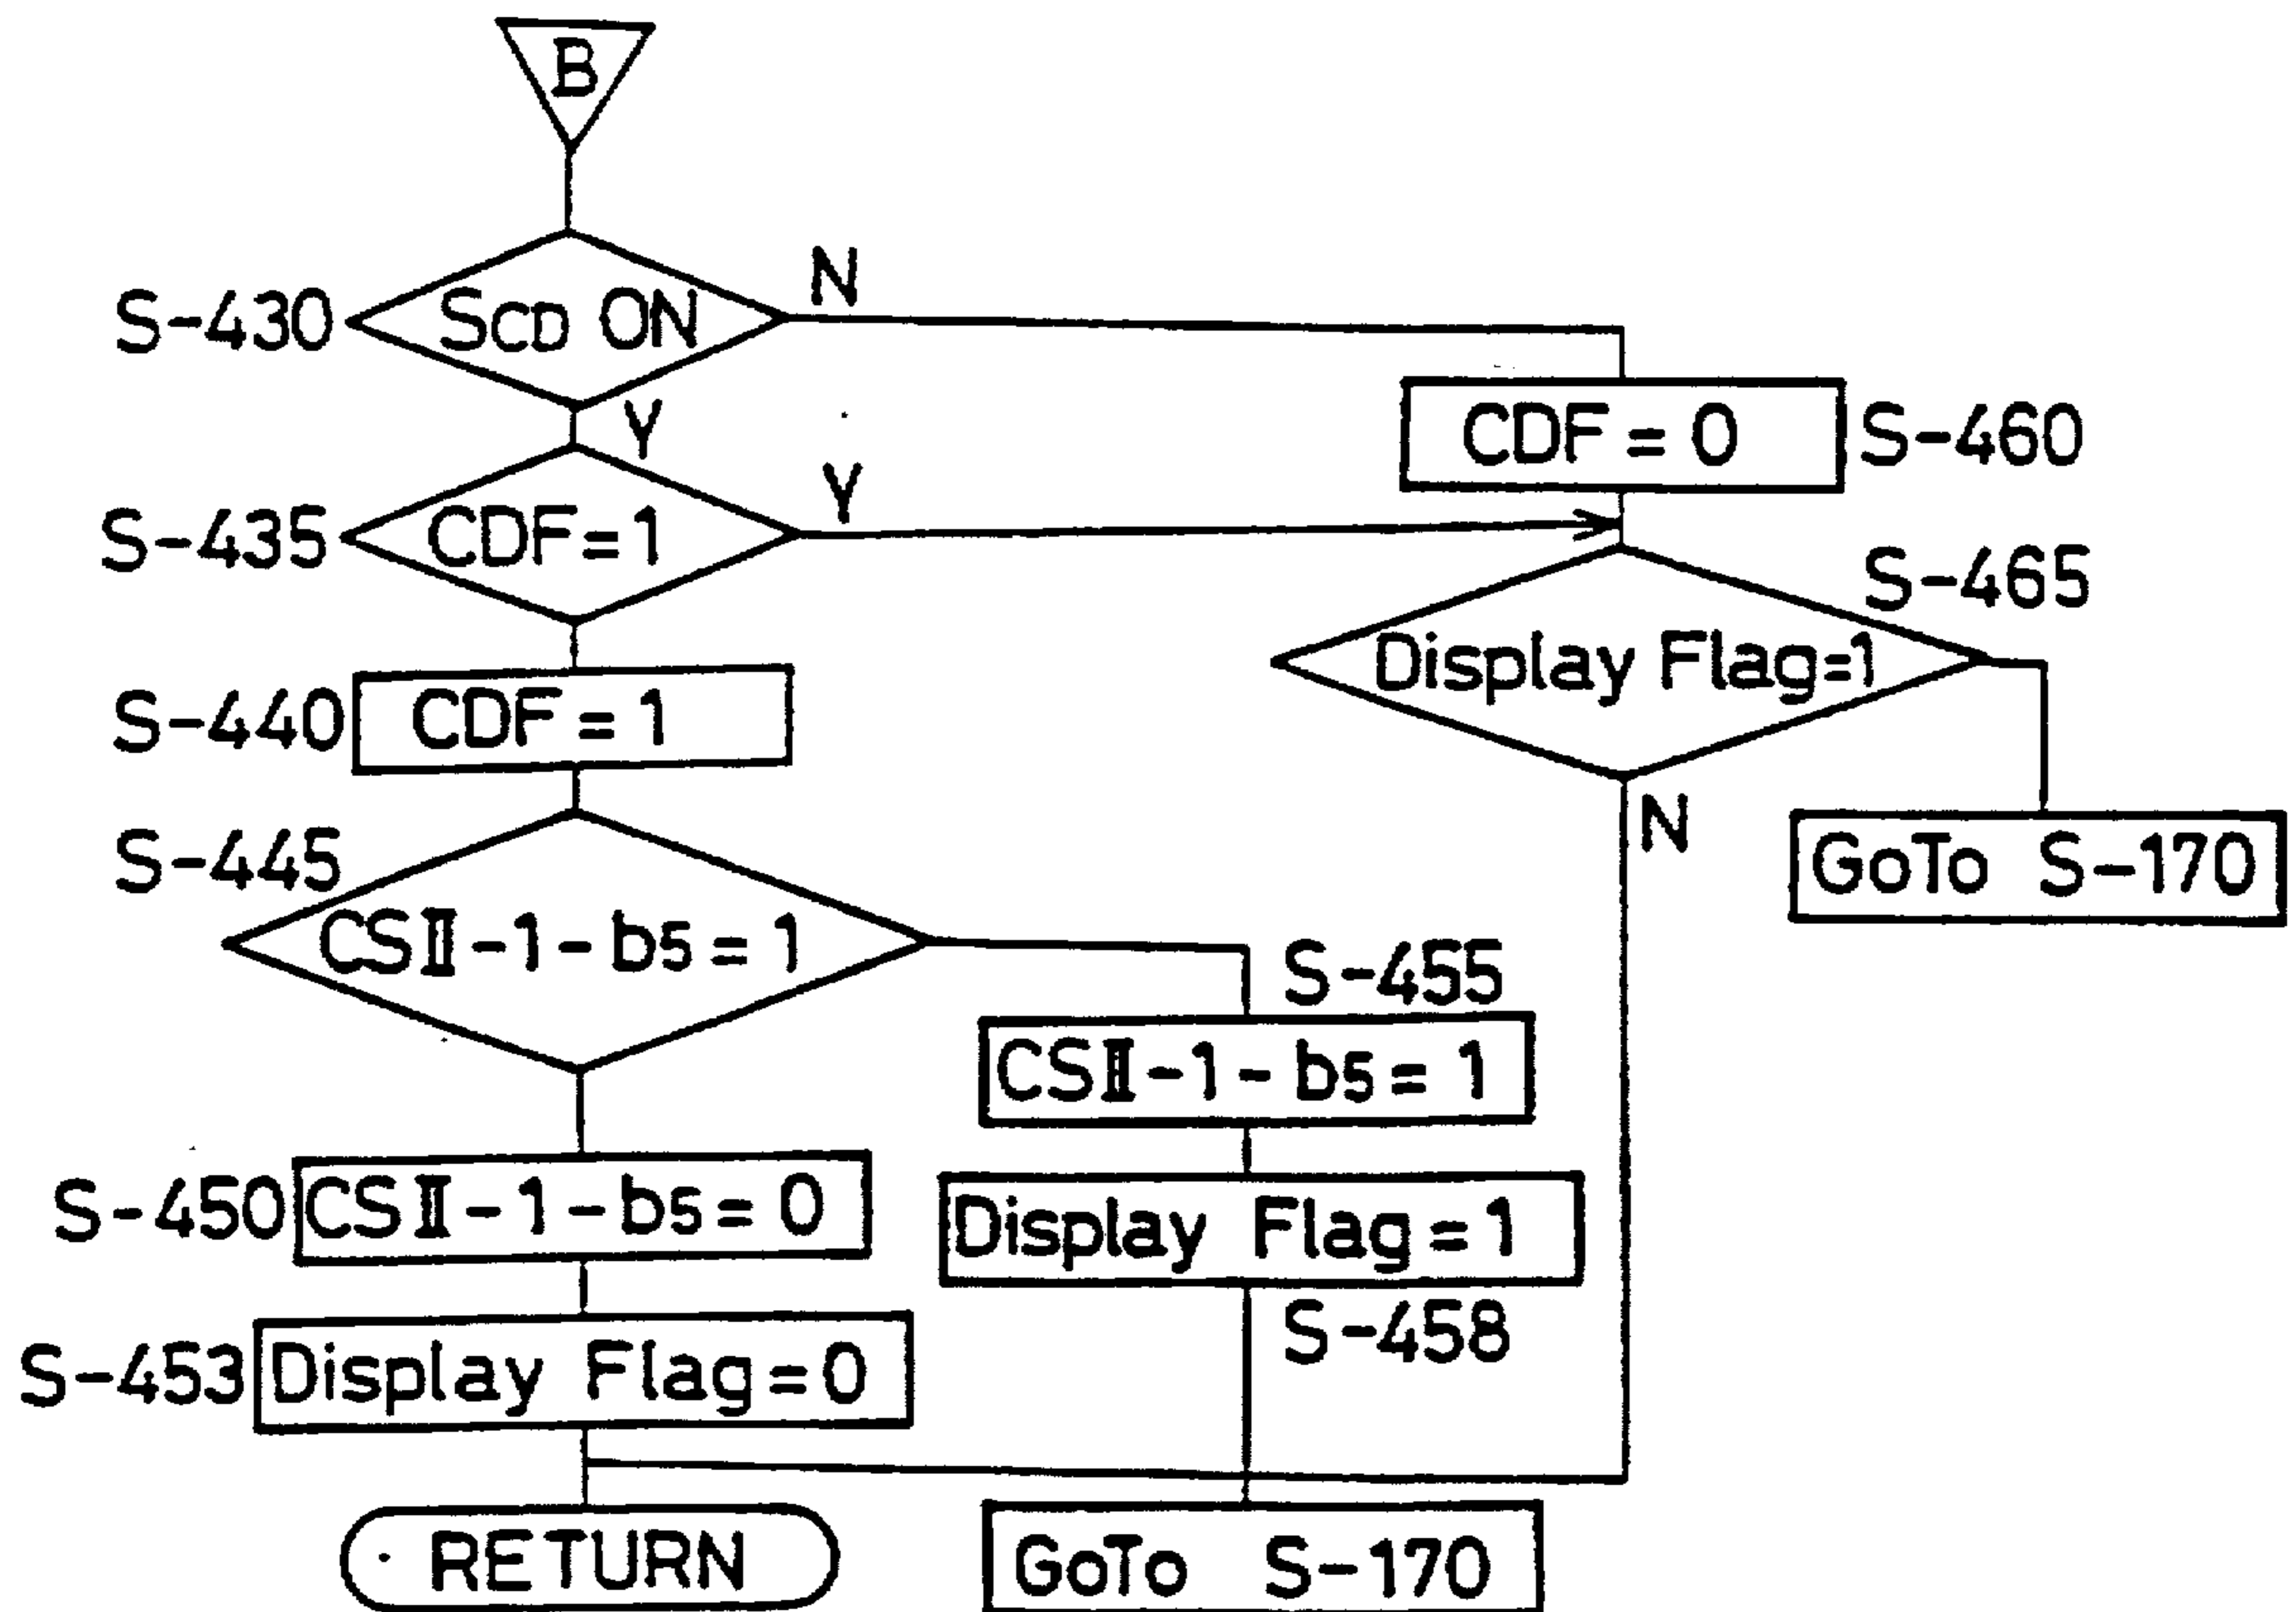 B
N
S-430
SCD ON
Y
CDF = 0
S-460
Y
S-435
CDF=1
S-465
Display Flag=1
S-440
CDF = 1
N
S-445
GoTo S-170
CSII-1-b5 = 1
S-455
CSII-1-b5 = 1
S-450
CSII-1-b5 = 0
Display Flag = 1
S-458
S-453
Display Flag = 0
RETURN
GoTo S-170